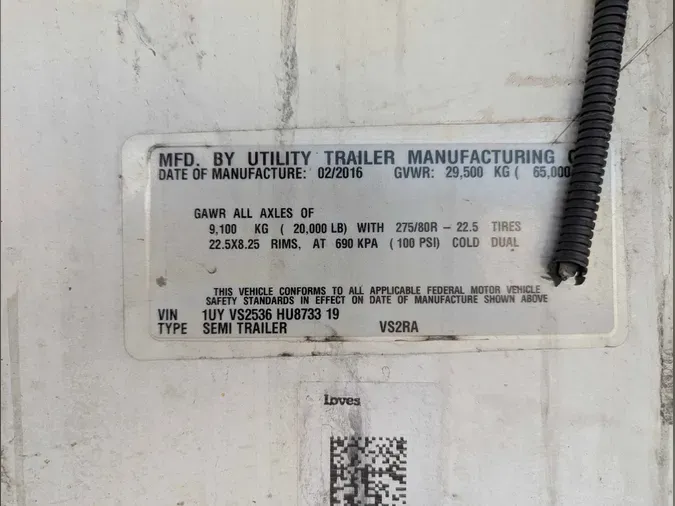 MFD. BY UTILITY TRAILER MANUFACTURING
DATE OF MANUFACTURE: 02/2016 GVWR: 29,500 KG ( 65,000
GAWR ALL AXLES OF
9,100 KG ( 20,000 LB) WITH 275/80R - 22.5 TIRES
22.5X8.25 RIMS, AT 690 KPA (100 PSI) COLD DUAL
THIS VEHICLE CONFORMS TO ALL APPLICABLE FEDERAL MOTOR VEHICLE
SAFETY STANDARDS IN EFFECT ON DATE OF MANUFACTURE SHOWN ABOVE
VIN 1UY VS2536 HU8733 19
TYPE SEMI TRAILER VS2RA
Loves